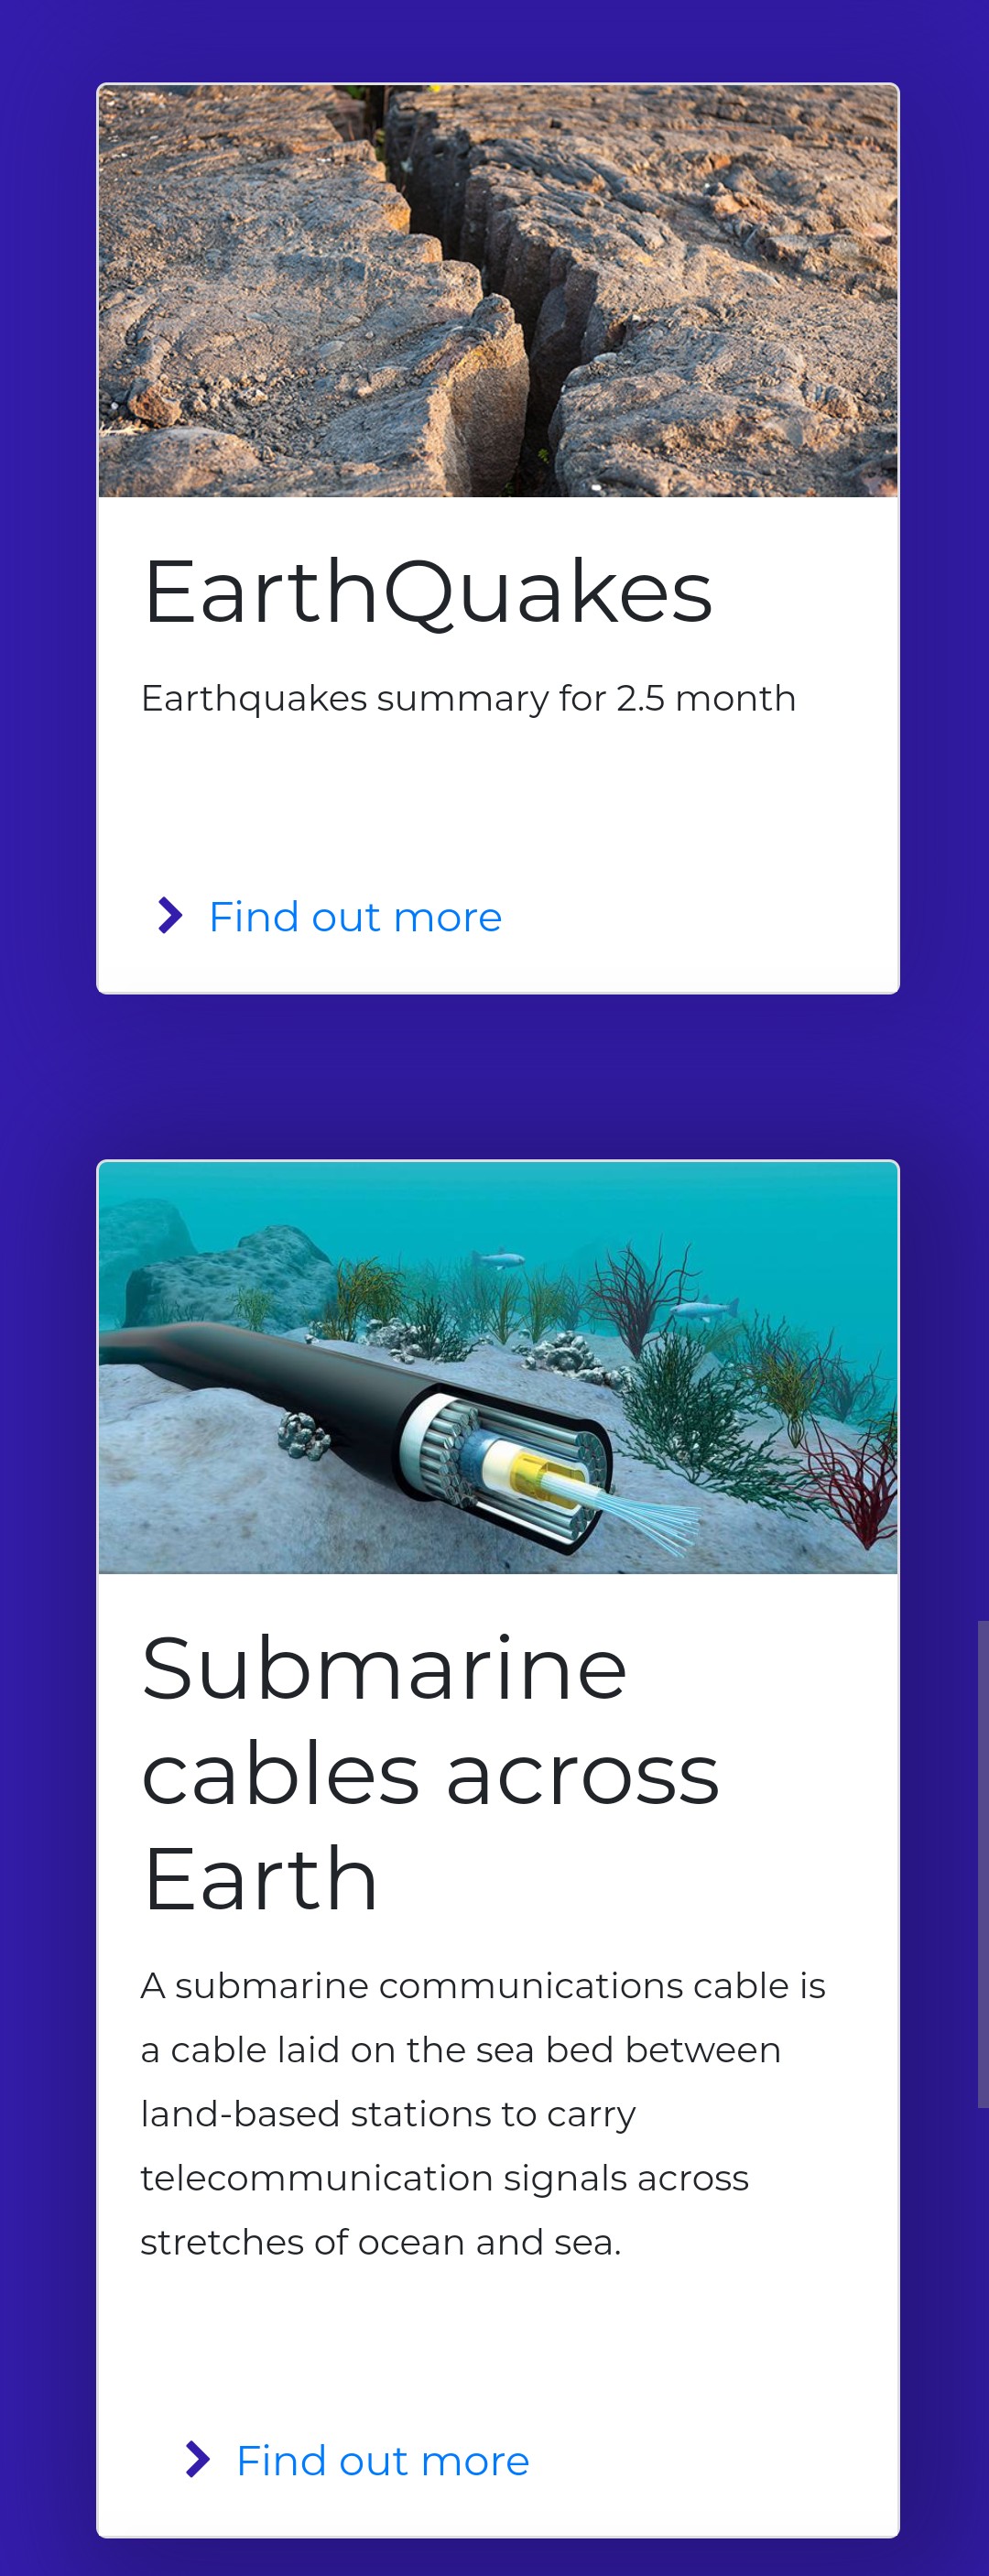 EarthQuakes
Earthquakes summary for 2.5 month
Find out more
Submarine
cables across
Earth
A submarine communications cable is
a cable laid on the sea bed between
land-based stations to carry
telecommunication signals across
stretches of ocean and sea.
Find out more